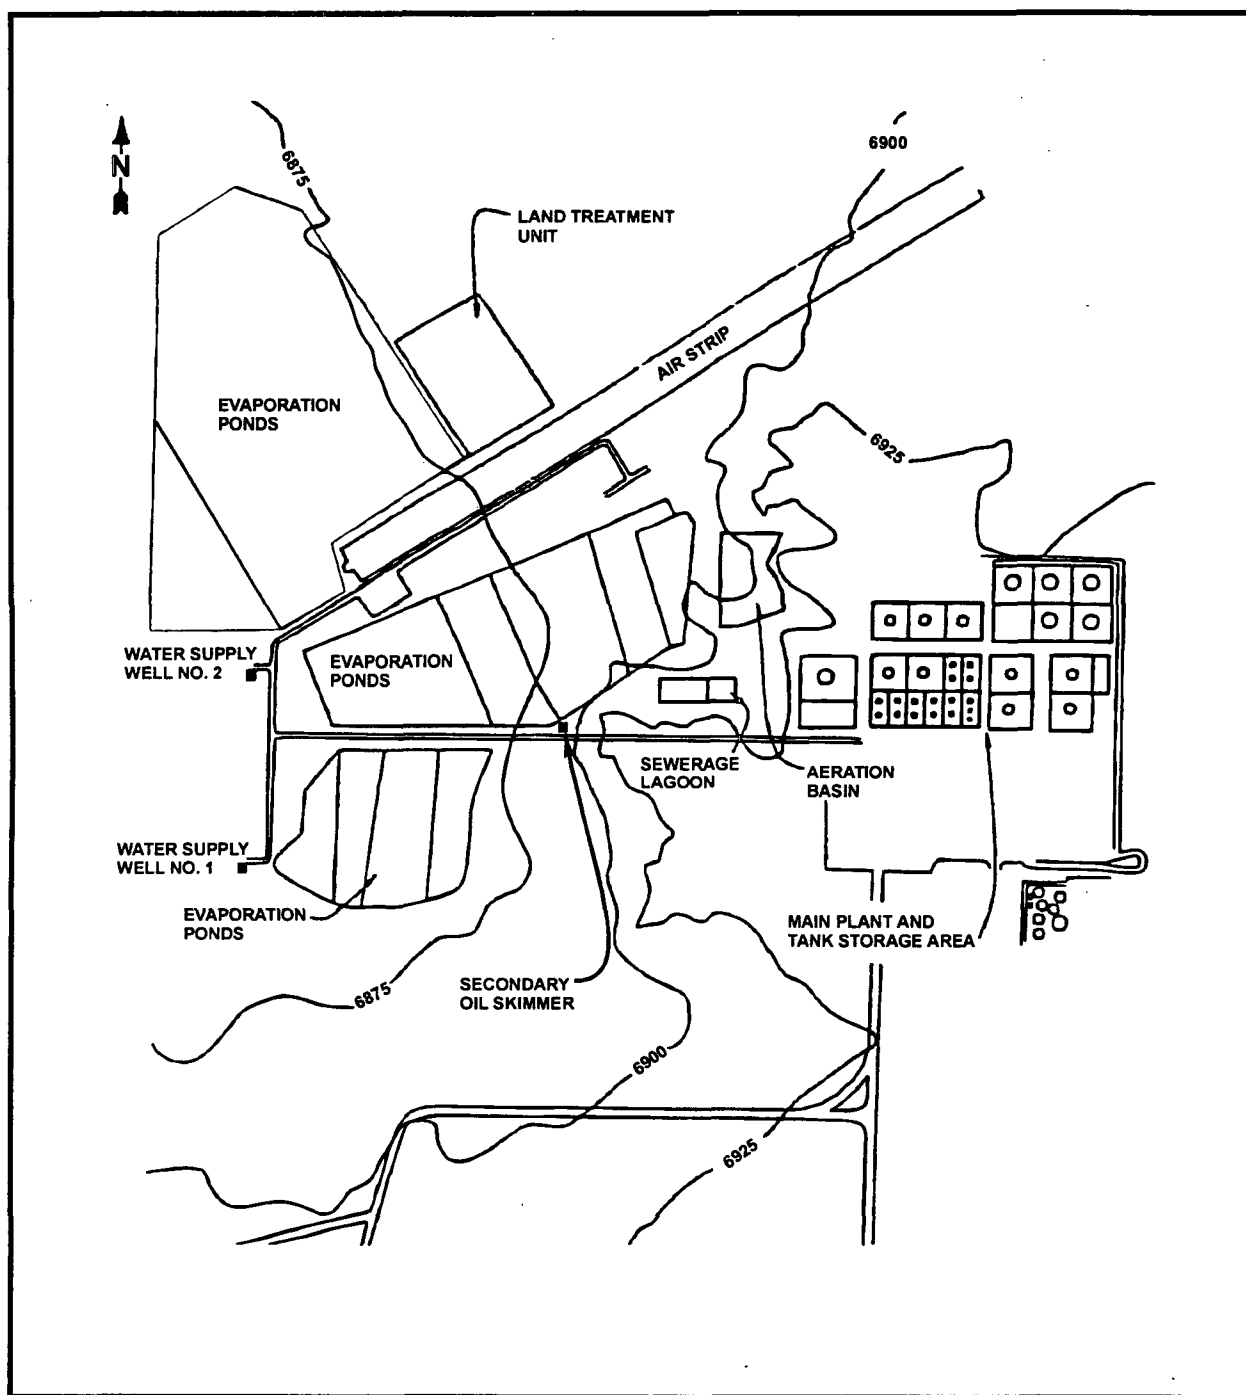 6900
N
6875
LAND TREATMENT
UNIT
AIR STRIP
EVAPORATION
PONDS
6925
WATER SUPPLY
WELL NO. 2
EVAPORATION
PONDS
SEWERAGE
LAGOON
AERATION
BASIN
WATER SUPPLY
WELL NO. 1
EVAPORATION
PONDS
MAIN PLANT AND
TANK STORAGE AREA
SECONDARY
OIL SKIMMER
6875
6900
6925